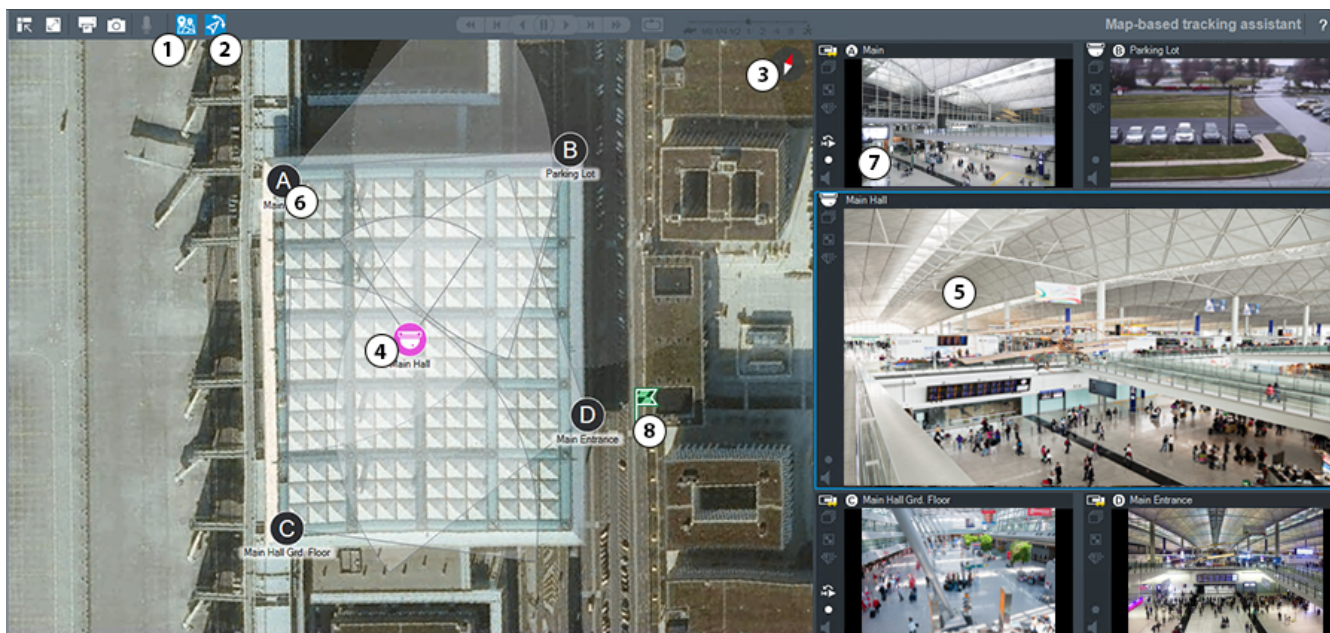 Map-based tracking assistant ?
1
2
3
A Main
B Parking Lot
7
B
Parking Lot
A
Main
6
Main Hall
5
4
Main Hall
D
Main Entrance
8
C
Main Hall Grd. Floor
C Main Hall Grd. Floor
D Main Entrance